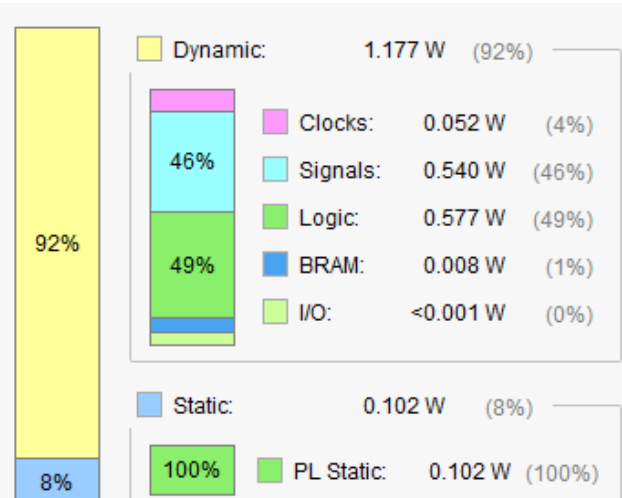 Dynamic: 1.177 W (92%)
Clocks: 0.052 W (4%)
46% Signals: 0.540 W (46%)
Logic: 0.577 W (49%)
92%
49% BRAM: 0.008 W (1%)
I/O: <0.001 W (0%)
Static: 0.102 W (8%)
8% 100% PL Static: 0.102 W (100%)